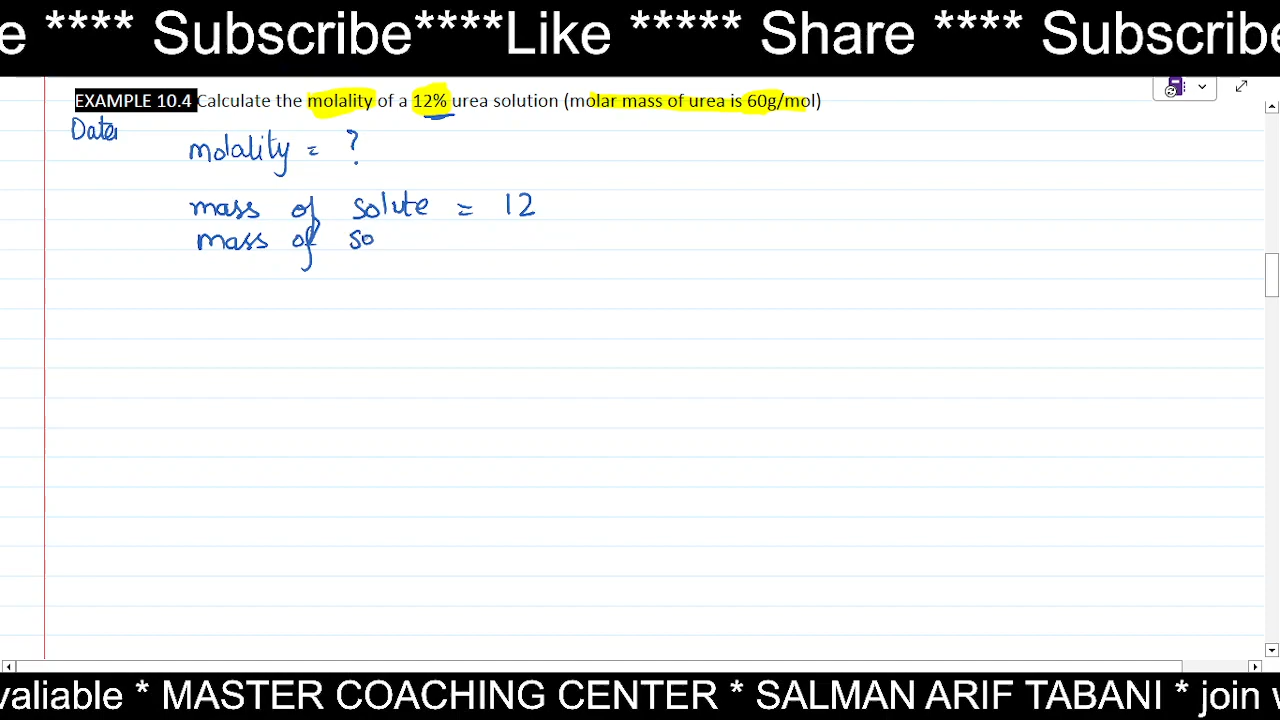 e **** Subscribe****Like ***** Share **** Subscribe
EXAMPLE 10.4 Calculate the molality of a 12% urea solution (molar mass of urea is 60g/mol)
Data
molality = ?
mass of solute = 12
mass of so
valiable * MASTER COACHING CENTER * SALMAN ARIF TABANI * join w